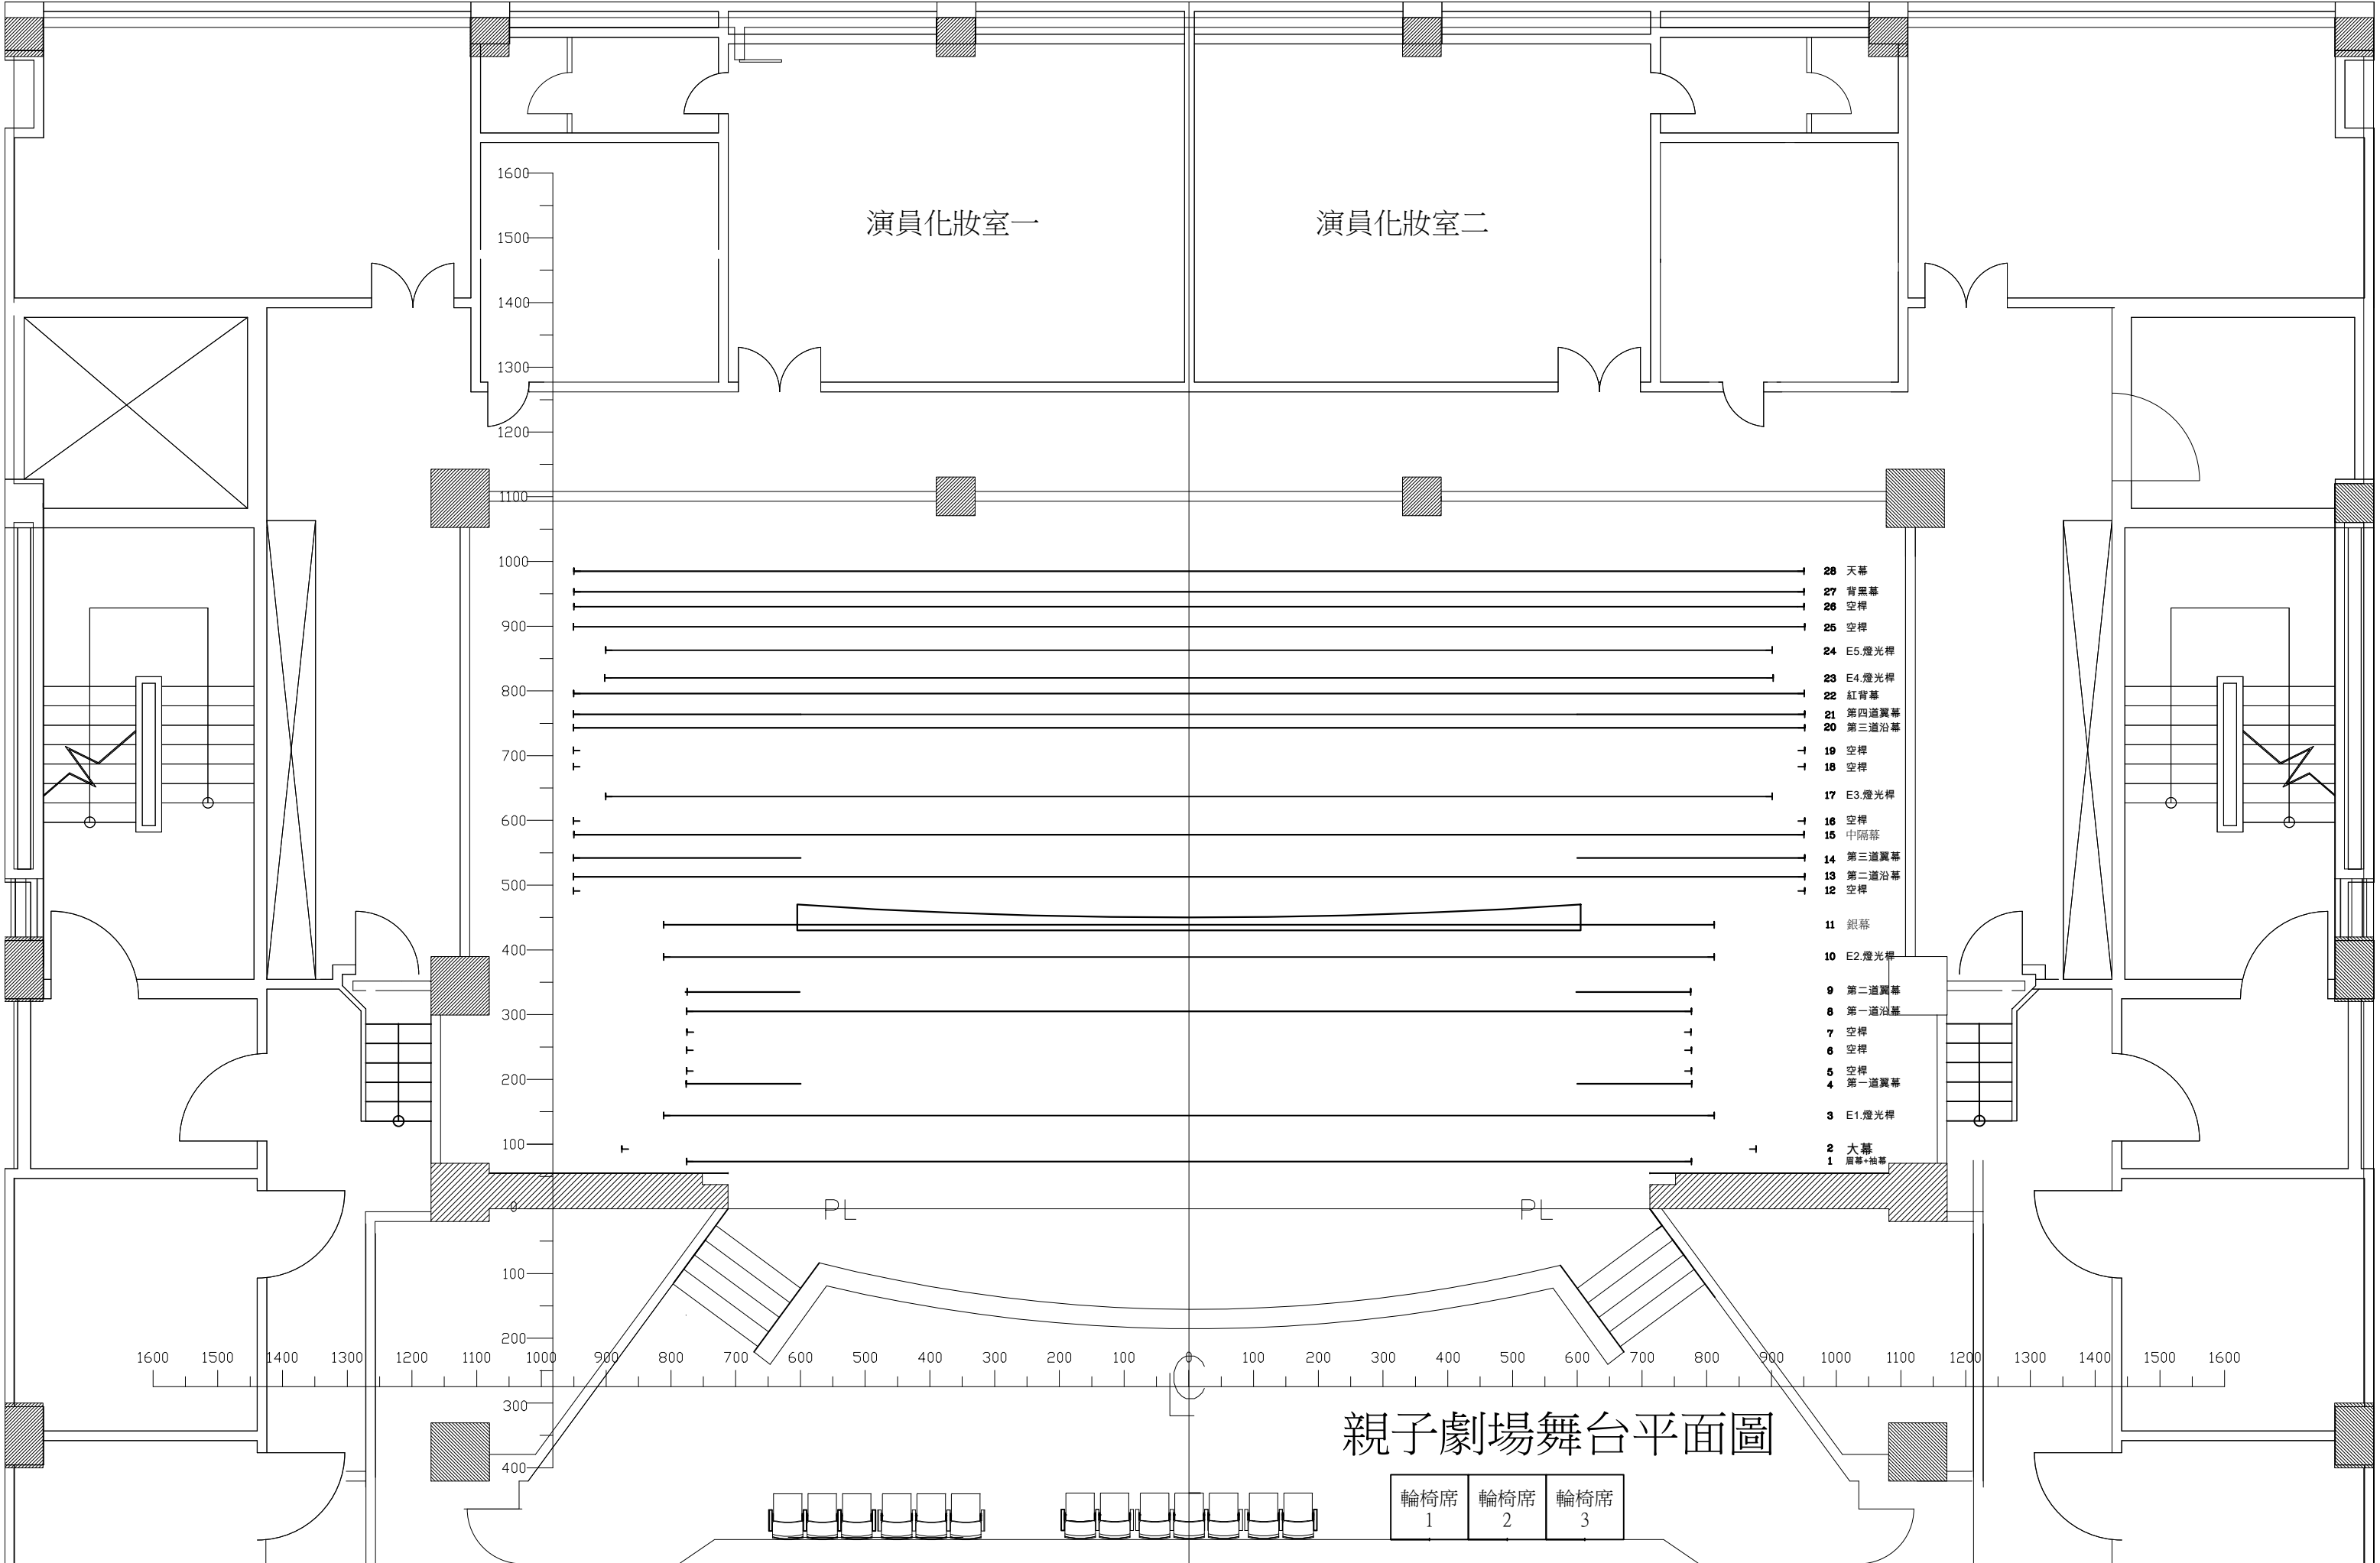 演員化妝室一
演員化妝室二
1600
1500
1400
1300
1200
1100
1000
900
800
700
600
500
400
300
200
100
0
100
200
300
400
28 天幕
27 背黑幕
26 空桿
25 空桿
24 E5.燈光桿
23 E4.燈光桿
22 紅背幕
21 第四道翼幕
20 第三道沿幕
19 空桿
18 空桿
17 E3.燈光桿
16 空桿
15 中隔幕
14 第三道翼幕
13 第二道沿幕
12 空桿
11 銀幕
10 E2.燈光桿
9 第二道翼幕
8 第一道沿幕
7 空桿
6 空桿
5 空桿
4 第一道翼幕
3 E1.燈光桿
2 大幕
1 眉幕+袖幕
PL
PL
1600 1500 1400 1300 1200 1100 1000 900 800 700 600 500 400 300 200 100 0 100 200 300 400 500 600 700 800 900 1000 1100 1200 1300 1400 1500 1600
CL
親子劇場舞台平面圖
輪椅席 1
輪椅席 2
輪椅席 3